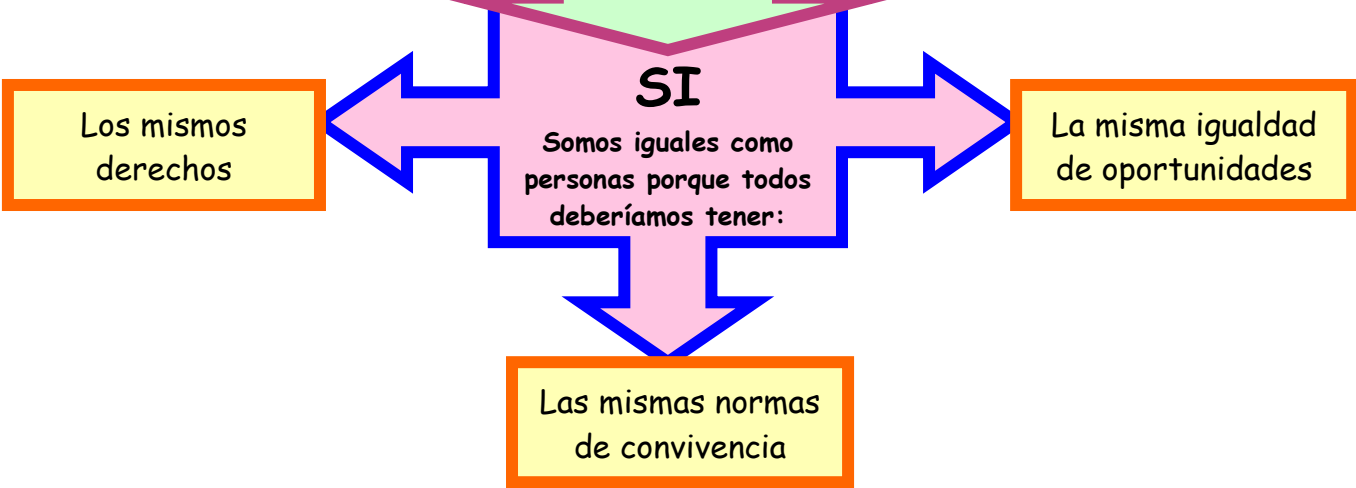 SI
Somos iguales como
personas porque todos
deberíamos tener:
Los mismos
derechos
La misma igualdad
de oportunidades
Las mismas normas
de convivencia